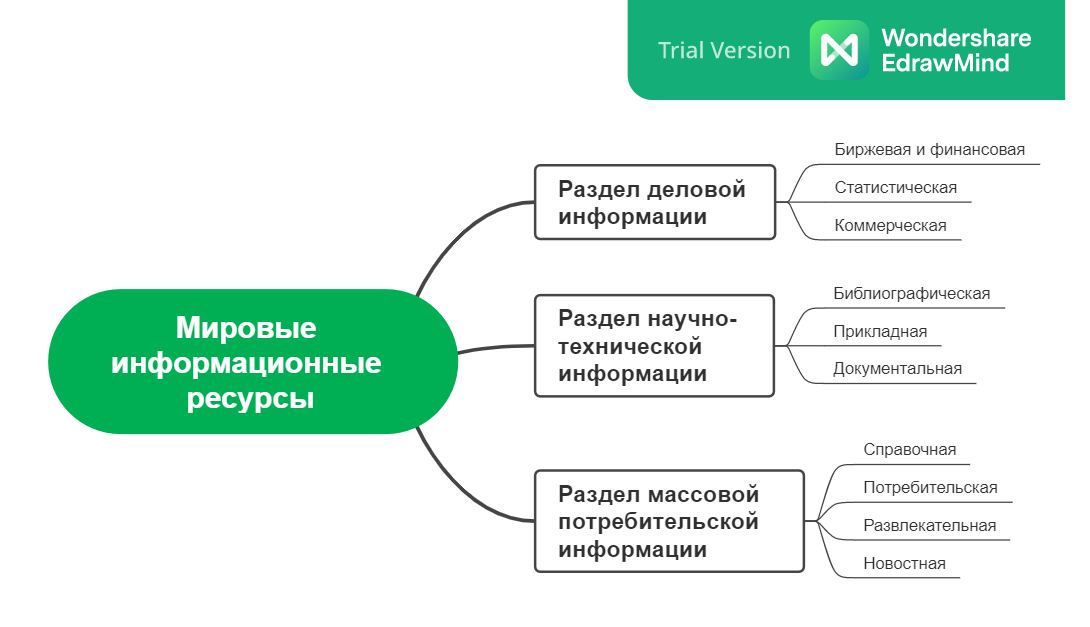 Trial Version
Wondershare
EdrawMind
Мировые
информационные
ресурсы
Раздел деловой
информации
Биржевая и финансовая
Статистическая
Коммерческая
Раздел научно-
технической
информации
Библиографическая
Прикладная
Документальная
Раздел массовой
потребительской
информации
Справочная
Потребительская
Развлекательная
Новостная